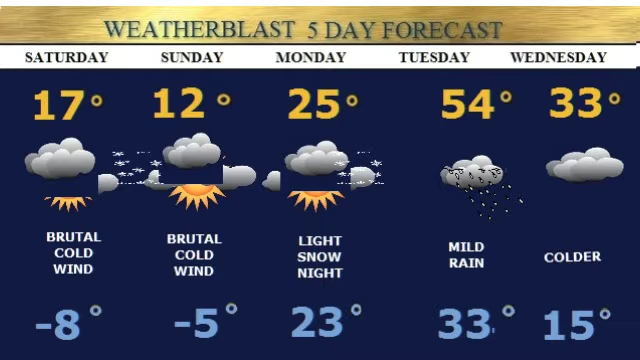 WEATHERBLAST 5 DAY FORECAST
SATURDAY SUNDAY MONDAY TUESDAY WEDNESDAY
17° 12° 25° 54° 33°
BRUTAL COLD WIND
BRUTAL COLD WIND
LIGHT SNOW NIGHT
MILD RAIN
COLDER
-8° -5° 23° 33° 15°